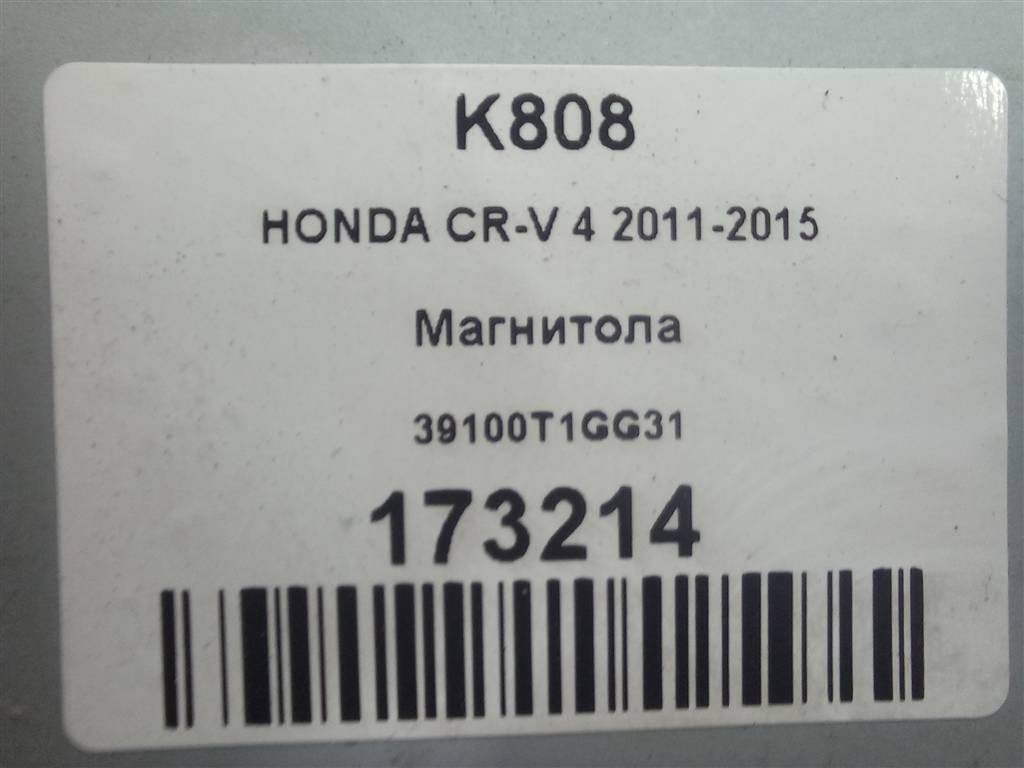 K808
HONDA CR-V 4 2011-2015
Магнитола
39100T1GG31
173214